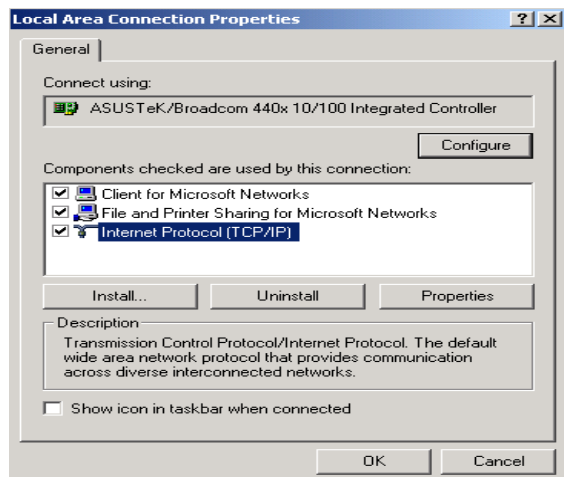 Local Area Connection Properties
General
Connect using:
ASUSTeK/Broadcom 440x 10/100 Integrated Controller
Configure
Components checked are used by this connection:
Client for Microsoft Networks
File and Printer Sharing for Microsoft Networks
Internet Protocol (TCP/IP)
Install... Uninstall Properties
Description
Transmission Control Protocol/Internet Protocol. The default
wide area network protocol that provides communication
across diverse interconnected networks.
Show icon in taskbar when connected
OK Cancel